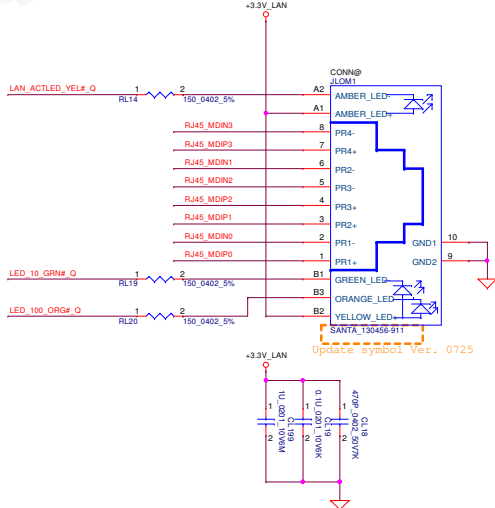 +3.3V_LAN
CONN@
JLOM1
LAN_ACTLED_YEL#_Q 1 2 A2 AMBER_LED-
RL14 150_0402_5%
A1 AMBER_LED+
RJ45_MDIN3 8 PR4-
RJ45_MDIP3 7 PR4+
RJ45_MDIN1 6 PR2-
RJ45_MDIN2 5 PR3-
RJ45_MDIP2 4 PR3+
RJ45_MDIP1 3 PR2+
RJ45_MDIN0 2 PR1- GND1 10
RJ45_MDIP0 1 PR1+ GND2 9
LED_10_GRN#_Q 1 2 B1 GREEN_LED-
RL19 150_0402_5%
B3 ORANGE_LED-
LED_100_ORG#_Q 1 2 B2 YELLOW_LED+
RL20 150_0402_5%
SANTA_130456-911
Update symbol Ver. 0725
+3.3V_LAN
1 2 CL199 1U_0201_10V6M
1 2 CL19 0.1U_0201_10V6K
1 2 CL18 470P_0402_50V7K